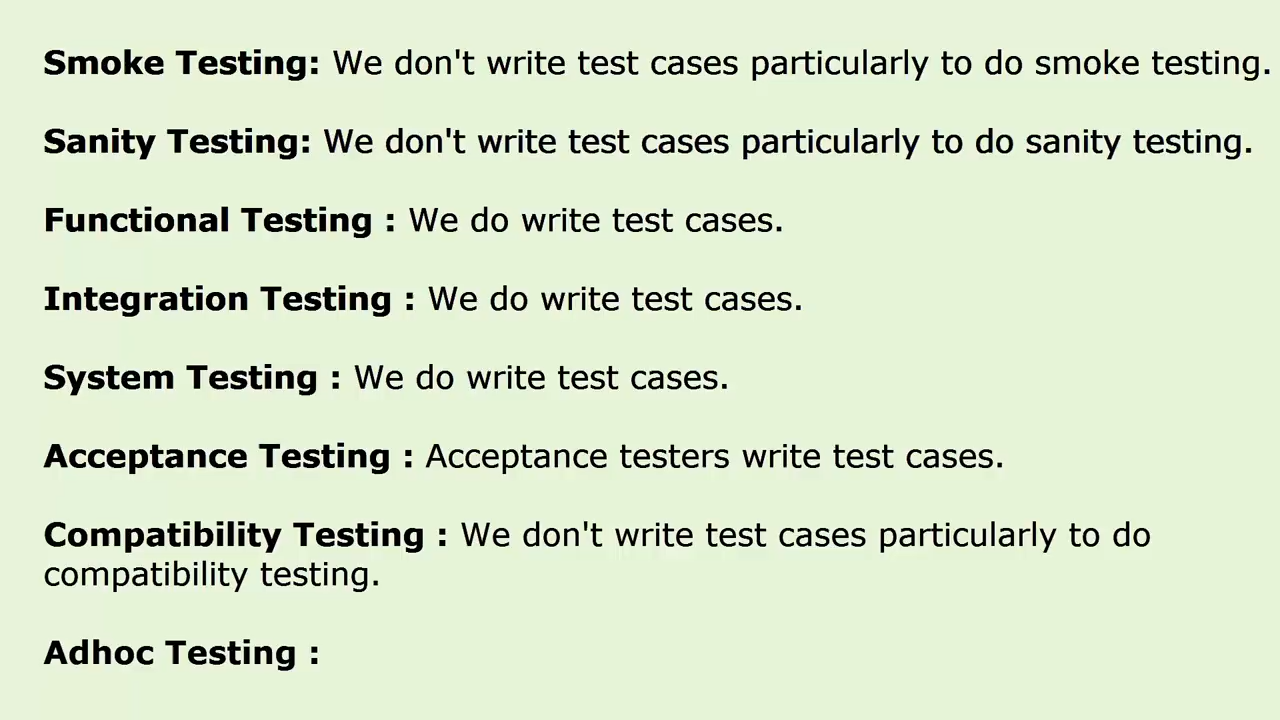 Smoke Testing: We don't write test cases particularly to do smoke testing.
Sanity Testing: We don't write test cases particularly to do sanity testing.
Functional Testing : We do write test cases.
Integration Testing : We do write test cases.
System Testing : We do write test cases.
Acceptance Testing : Acceptance testers write test cases.
Compatibility Testing : We don't write test cases particularly to do
compatibility testing.
Adhoc Testing :